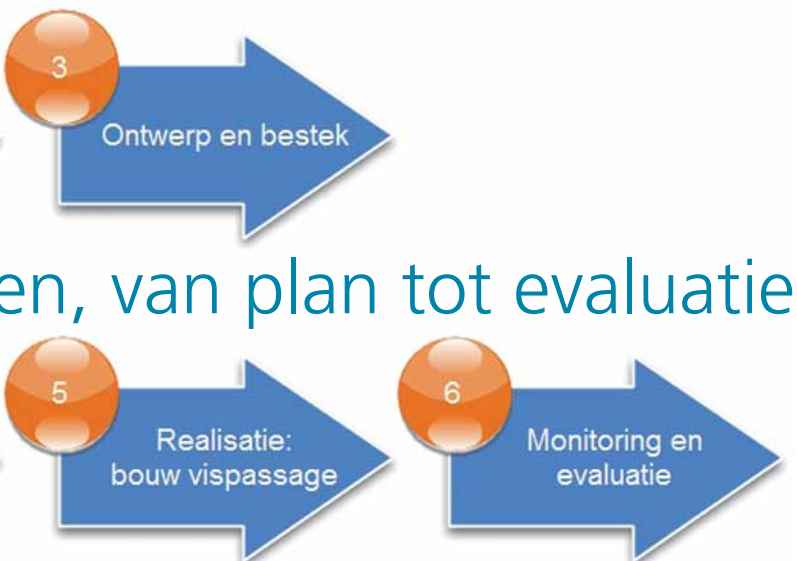 3
Ontwerp en bestek
en, van plan tot evaluatie
5
Realisatie:
bouw vispassage
6
Monitoring en
evaluatie